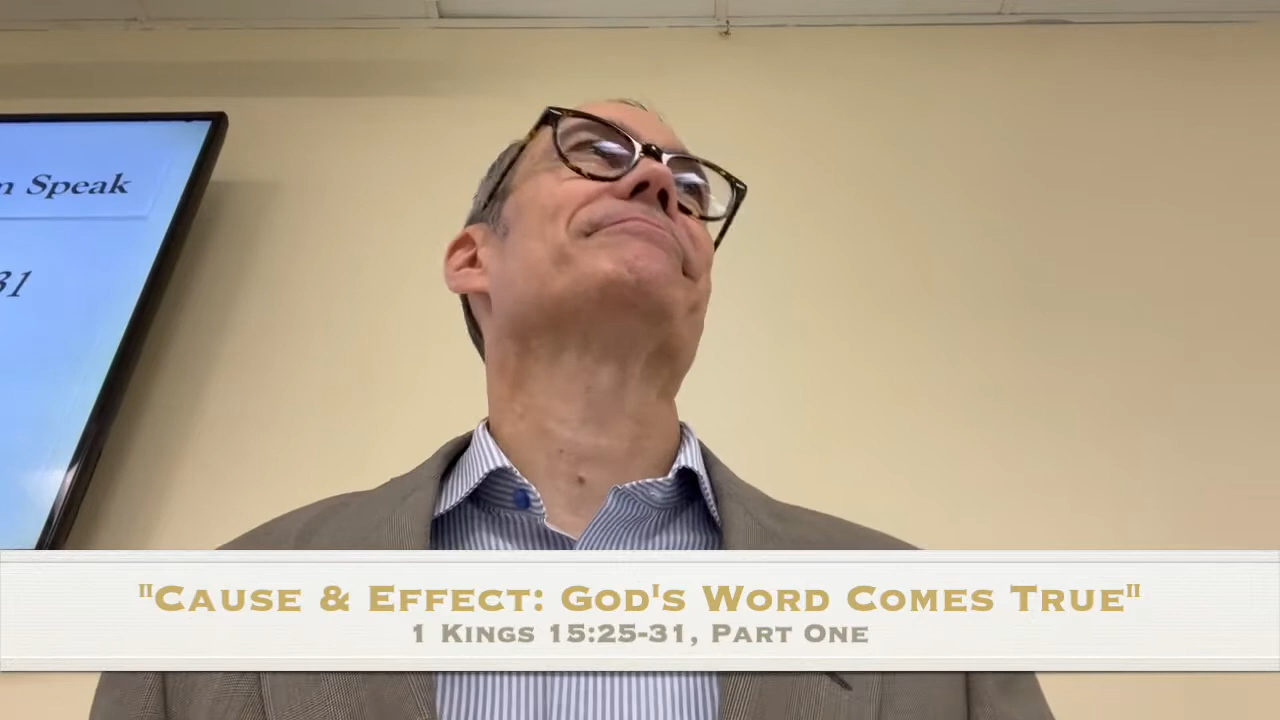 Speak
31
"Cause & Effect: God's Word Comes True"
1 Kings 15:25-31, Part One